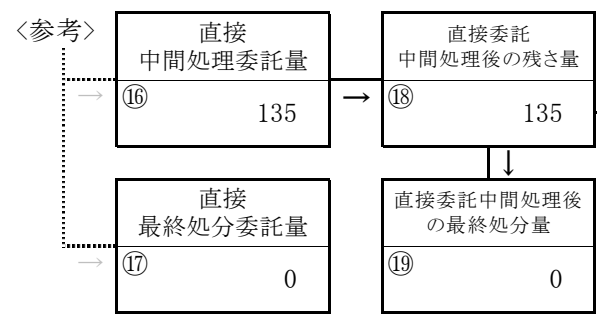 〈参考〉
直接
中間処理委託量
⑯
135
→
→
直接委託
中間処理後の残さ量
⑱
135
↓
直接
最終処分委託量
→
⑰
0
直接委託中間処理後
の最終処分量
⑲
0